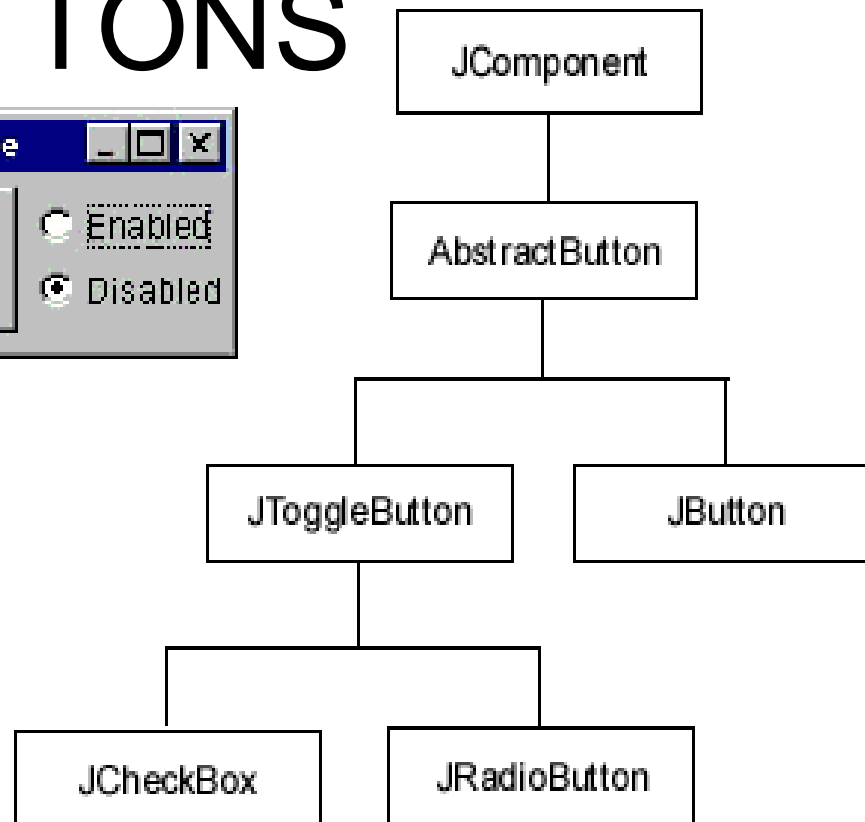 TONS
e
Enabled
Disabled
JComponent
AbstractButton
JToggleButton
JButton
JCheckBox
JRadioButton